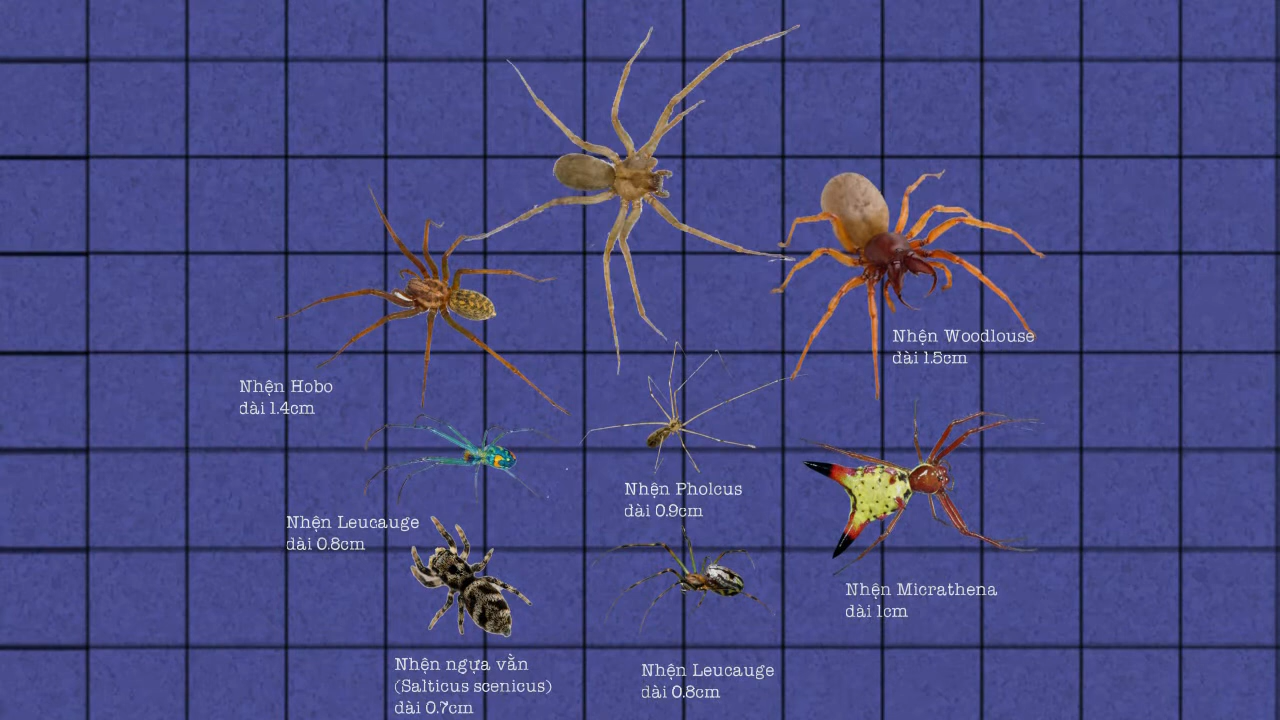 Nhện Woodlouse
dài 1.5cm
Nhện Hobo
dài 1.4cm
Nhện Pholcus
dài 0.9cm
Nhện Leucauge
dài 0.8cm
Nhện Micrathena
dài 1cm
Nhện ngựa vằn
(Salticus scenicus)
dài 0.7cm
Nhện Leucauge
dài 0.8cm